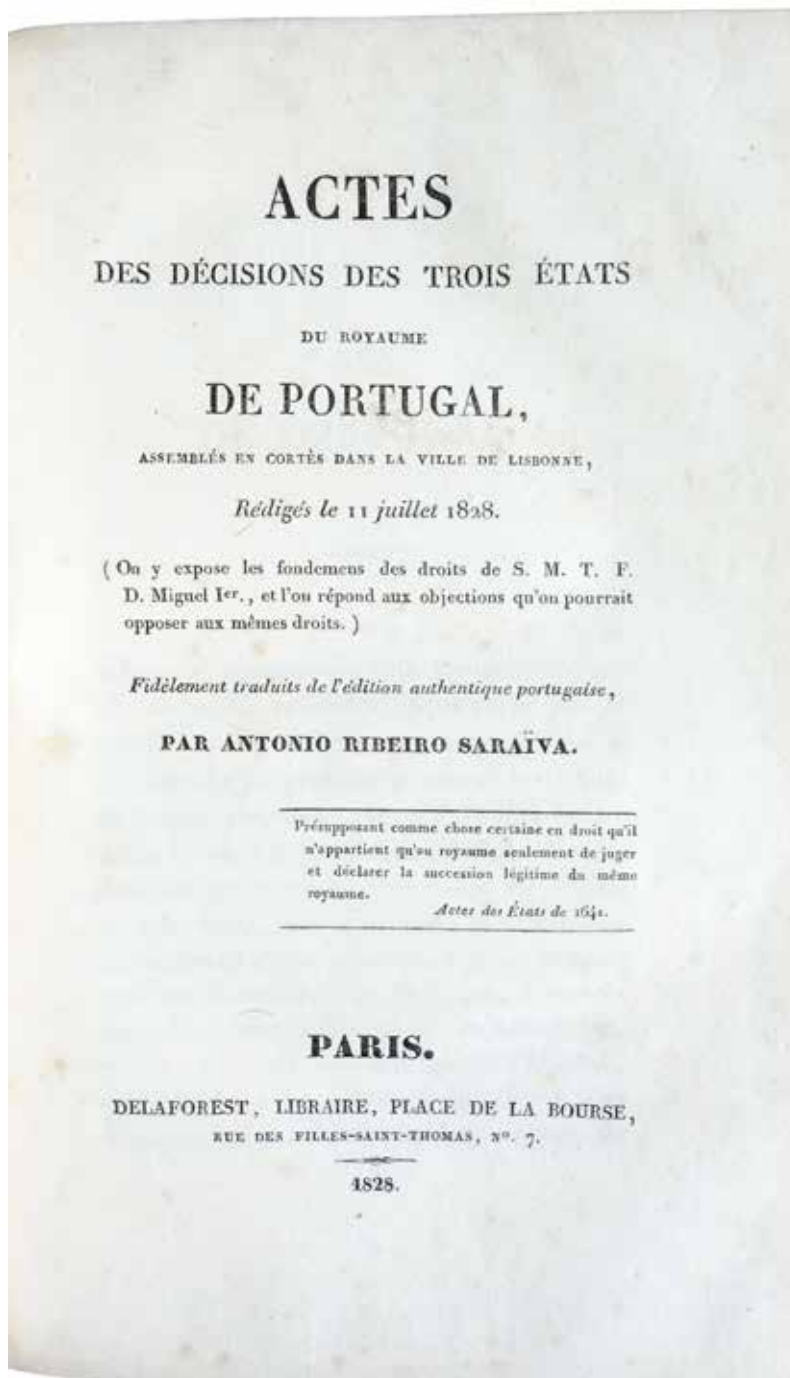 ACTES
DES DÉCISIONS DES TROIS ÉTATS
DU ROYAUME
DE PORTUGAL,
ASSEMBLÉS EN CORTÈS DANS LA VILLE DE LISBONNE,
Rédigés le 11 juillet 1828.
( On y expose les fondemens des droits de S. M. T. F.
D. Miguel Ier., et l'on répond aux objections qu'on pourrait
opposer aux mêmes droits. )
Fidèlement traduits de l'édition authentique portugaise,
PAR ANTONIO RIBEIRO SARAÏVA.
Présupposant comme chose certaine en droit qu'il
n'appartient qu'au royaume seulement de juger
et déclarer la succession légitime du même
royaume.
Actes des États de 1641.
PARIS.
DELAFOREST, LIBRAIRE, PLACE DE LA BOURSE,
RUE DES FILLES-SAINT-THOMAS, No. 7.
1828.